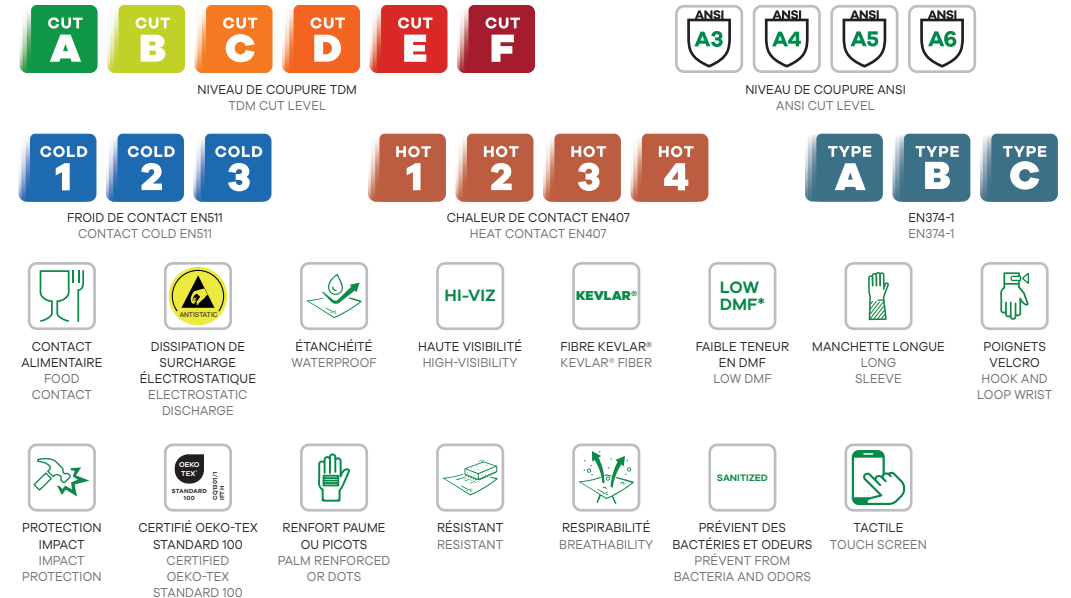 CUT A
CUT B
CUT C
CUT D
CUT E
CUT F
NIVEAU DE COUPURE TDM
TDM CUT LEVEL
ANSI A3
ANSI A4
ANSI A5
ANSI A6
NIVEAU DE COUPURE ANSI
ANSI CUT LEVEL
COLD 1
COLD 2
COLD 3
FROID DE CONTACT EN511
CONTACT COLD EN511
HOT 1
HOT 2
HOT 3
HOT 4
CHALEUR DE CONTACT EN407
HEAT CONTACT EN407
TYPE A
TYPE B
TYPE C
EN374-1
EN374-1
CONTACT
ALIMENTAIRE
FOOD
CONTACT
ANTISTATIC
DISSIPATION DE
SURCHARGE
ÉLECTROSTATIQUE
ELECTROSTATIC
DISCHARGE
ÉTANCHÉITÉ
WATERPROOF
HI-VIZ
HAUTE VISIBILITÉ
HIGH-VISIBILITY
KEVLAR®
FIBRE KEVLAR®
KEVLAR® FIBER
LOW
DMF*
FAIBLE TENEUR
EN DMF
LOW DMF
MANCHETTE LONGUE
LONG
SLEEVE
POIGNETS
VELCRO
HOOK AND
LOOP WRIST
PROTECTION
IMPACT
IMPACT
PROTECTION
OEKO
TEX
STANDARD
100
CQ1301/1
IFTH
CERTIFIÉ OEKO-TEX
STANDARD 100
CERTIFIED
OEKO-TEX
STANDARD 100
RENFORT PAUME
OU PICOTS
PALM RENFORCED
OR DOTS
RÉSISTANT
RESISTANT
RESPIRABILITÉ
BREATHABILITY
SANITIZED
PRÉVIENT DES
BACTÉRIES ET ODEURS
PRÉVENT FROM
BACTERIA AND ODORS
TACTILE
TOUCH SCREEN